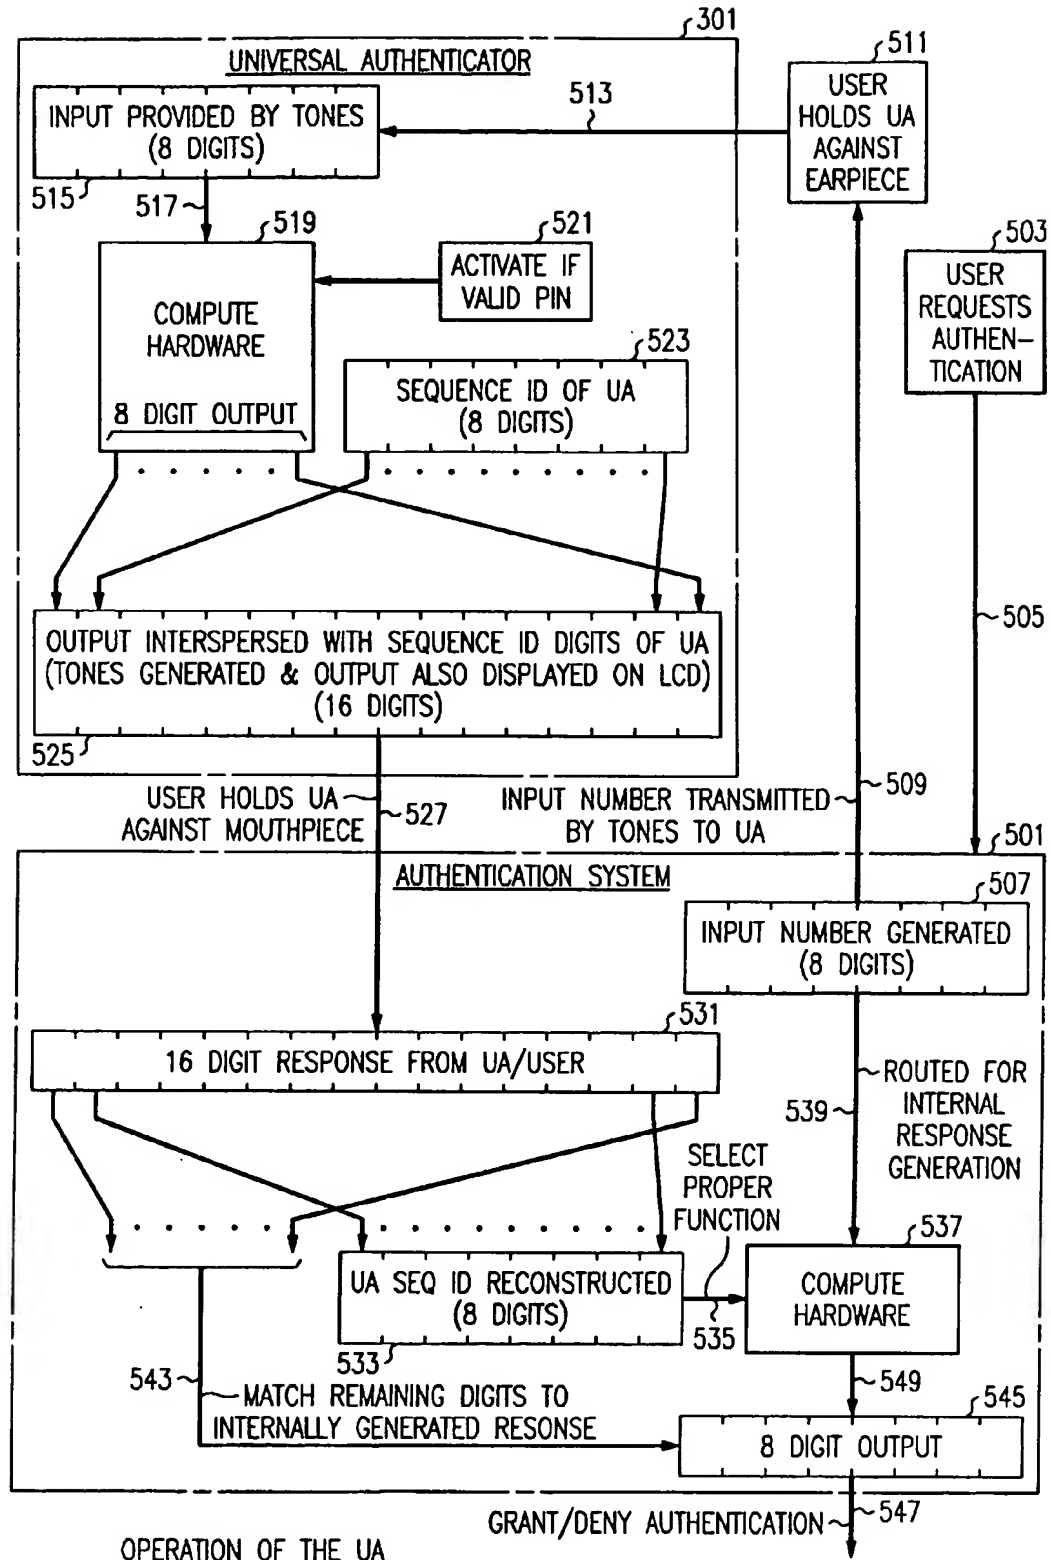 301
UNIVERSAL AUTHENTICATOR
INPUT PROVIDED BY TONES
(8 DIGITS)
515
513
511
USER
HOLDS UA
AGAINST
EARPIECE
517
519
COMPUTE
HARDWARE
8 DIGIT OUTPUT
521
ACTIVATE IF
VALID PIN
503
USER
REQUESTS
AUTHEN-
TICATION
523
SEQUENCE ID OF UA
(8 DIGITS)
505
OUTPUT INTERSPERSED WITH SEQUENCE ID DIGITS OF UA
(TONES GENERATED & OUTPUT ALSO DISPLAYED ON LCD)
(16 DIGITS)
525
USER HOLDS UA
AGAINST MOUTHPIECE
527
INPUT NUMBER TRANSMITTED
BY TONES TO UA
509
501
AUTHENTICATION SYSTEM
507
INPUT NUMBER GENERATED
(8 DIGITS)
531
16 DIGIT RESPONSE FROM UA/USER
539
ROUTED FOR
INTERNAL
RESPONSE
GENERATION
SELECT
PROPER
FUNCTION
537
UA SEQ ID RECONSTRUCTED
(8 DIGITS)
533
535
COMPUTE
HARDWARE
543
MATCH REMAINING DIGITS TO
INTERNALLY GENERATED RESONSE
549
545
8 DIGIT OUTPUT
GRANT/DENY AUTHENTICATION
547
OPERATION OF THE UA